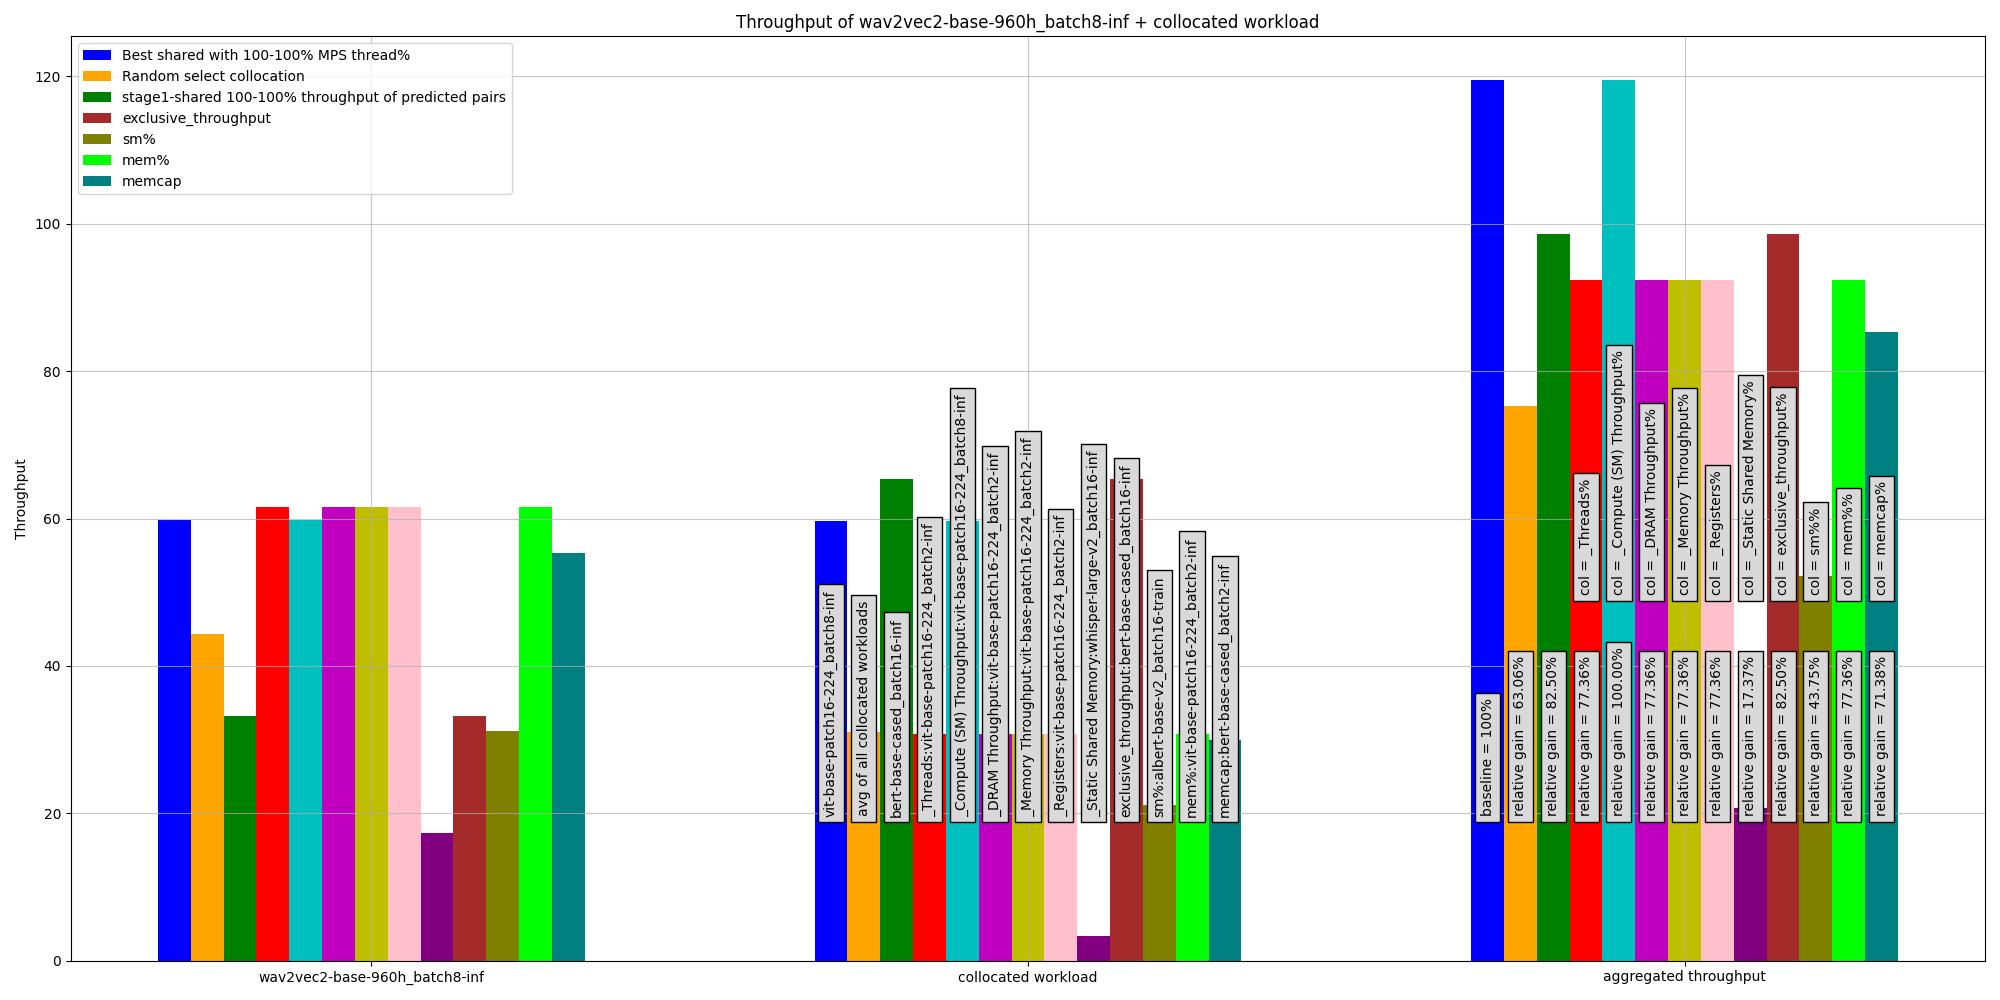 Throughput of wav2vec2-base-960h_batch8-inf + collocated workload
Best shared with 100-100% MPS thread%
Random select collocation
stage1-shared 100-100% throughput of predicted pairs
exclusive_throughput
sm%
mem%
memcap
Throughput
120
100
80
60
40
20
0
vit-base-patch16-224_batch8-inf
avg of all collocated workloads
bert-base-cased_batch16-inf
_Threads:vit-base-patch16-224_batch2-inf
_Compute (SM) Throughput:vit-base-patch16-224_batch8-inf
_DRAM Throughput:vit-base-patch16-224_batch2-inf
_Memory Throughput:vit-base-patch16-224_batch2-inf
_Registers:vit-base-patch16-224_batch2-inf
_Static Shared Memory:whisper-large-v2_batch16-inf
exclusive_throughput:bert-base-cased_batch16-inf
sm%:albert-base-v2_batch16-train
mem%:vit-base-patch16-224_batch2-inf
memcap:bert-base-cased_batch2-inf
col = _Threads%
col = _Compute (SM) Throughput%
col = _DRAM Throughput%
col = _Memory Throughput%
col = _Registers%
col = _Static Shared Memory%
col = exclusive_throughput%
col = sm%%
col = mem%%
col = memcap%
baseline = 100%
relative gain = 63.06%
relative gain = 82.50%
relative gain = 77.36%
relative gain = 100.00%
relative gain = 77.36%
relative gain = 77.36%
relative gain = 77.36%
relative gain = 17.37%
relative gain = 82.50%
relative gain = 43.75%
relative gain = 77.36%
relative gain = 71.38%
wav2vec2-base-960h_batch8-inf
collocated workload
aggregated throughput